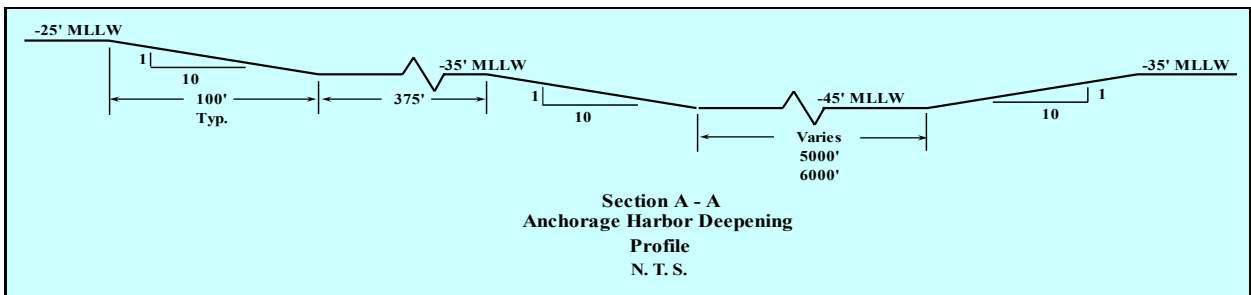 -25' MLLW
1
10
100'
Typ.
375'
-35' MLLW
1
10
-45' MLLW
Varies
5000'
6000'
-35' MLLW
1
10
Section A - A
Anchorage Harbor Deepening
Profile
N. T. S.